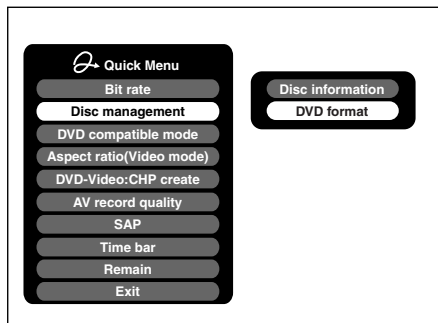 Quick Menu
Bit rate
Disc management
DVD compatible mode
Aspect ratio(Video mode)
DVD-Video:CHP create
AV record quality
SAP
Time bar
Remain
Exit
Disc information
DVD format